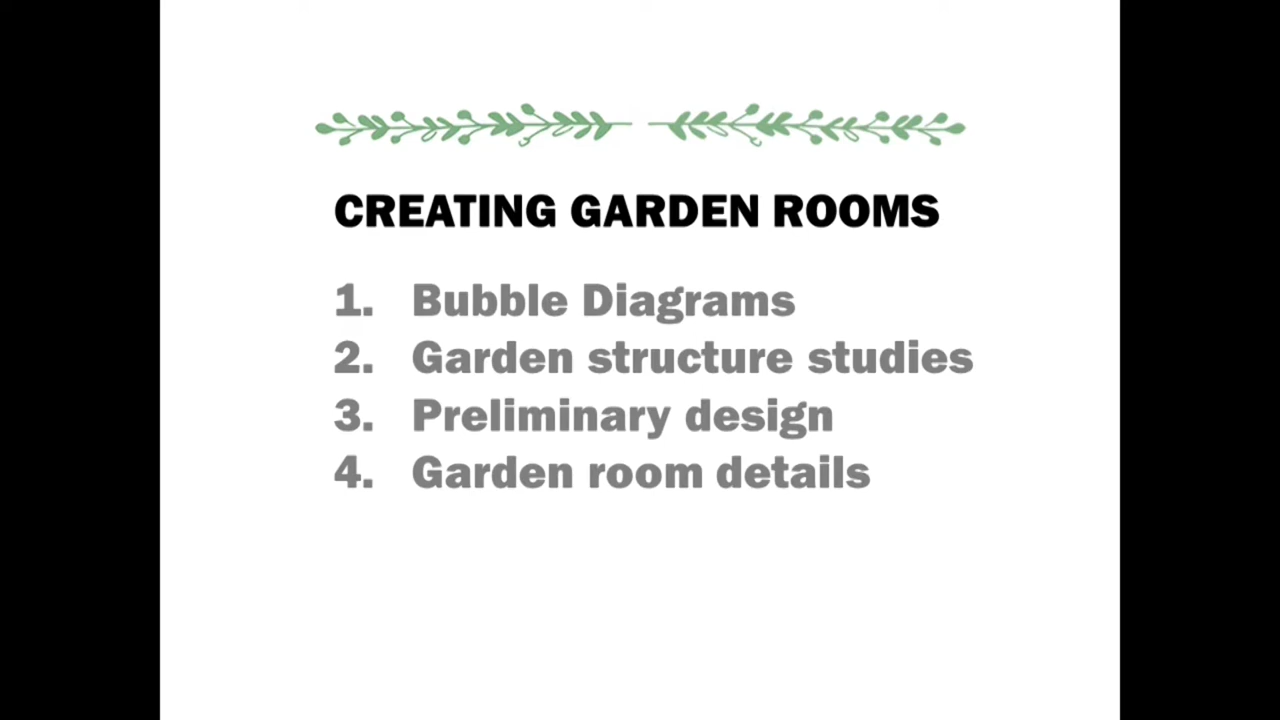 CREATING GARDEN ROOMS
1. Bubble Diagrams
2. Garden structure studies
3. Preliminary design
4. Garden room details